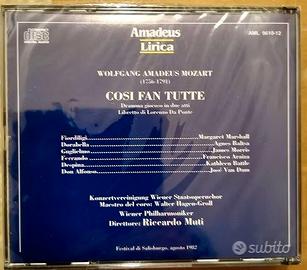 Amadeus
Lirica
AML 9610-12
WOLFGANG AMADEUS MOZART
(1756-1791)
COSI FAN TUTTE
Dramma giocoso in due atti
Libretto di Lorenzo Da Ponte
Fiordiligi Margaret Marshall
Dorabella Agnes Baltsa
Guglielmo James Morris
Ferrando Francisco Araiza
Despina Kathleen Battle
Don Alfonso José Van Dam
Konzertvereinigung Wiener Staatsopernchor
Maestro del coro: Walter Hagen-Groll
Wiener Philharmoniker
Direttore: Riccardo Muti
Festival di Salisburgo, agosto 1982
subito